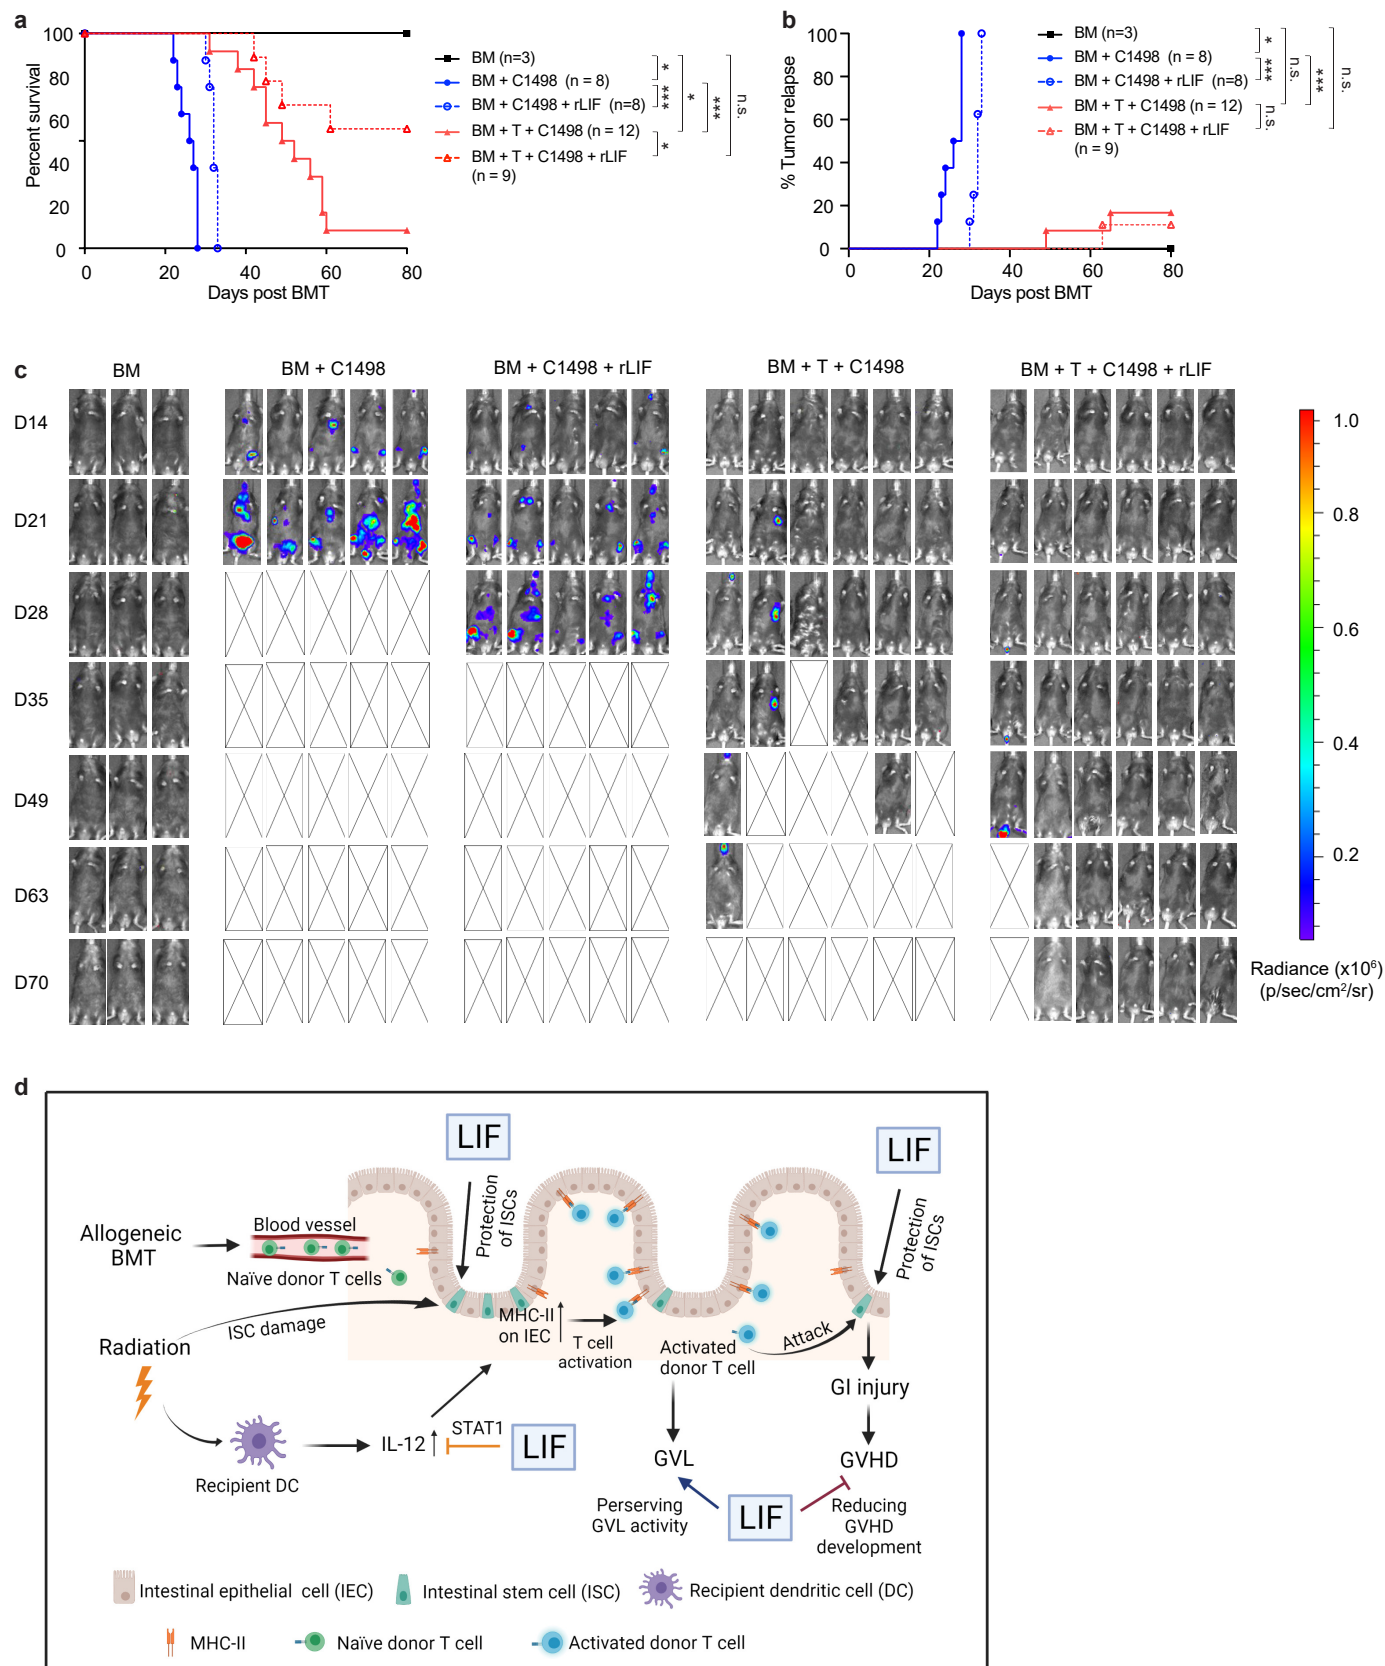 a
100
80
60
40
20
0
Percent survival
0 20 40 60 80
Days post BMT
BM (n=3)
BM + C1498 (n = 8)
BM + C1498 + rLIF (n=8)
BM + T + C1498 (n = 12)
BM + T + C1498 + rLIF
(n = 9)
*
***
*
*
***
n.s.
b
100
80
60
40
20
0
% Tumor relapse
0 20 40 60 80
Days post BMT
BM (n=3)
BM + C1498 (n = 8)
BM + C1498 + rLIF (n=8)
BM + T + C1498 (n = 12)
BM + T + C1498 + rLIF
(n = 9)
*
***
n.s.
n.s.
***
n.s.
c
BM
BM + C1498
BM + C1498 + rLIF
BM + T + C1498
BM + T + C1498 + rLIF
D14
D21
D28
D35
D49
D63
D70
1.0
0.8
0.6
0.4
0.2
Radiance (x10⁶)
(p/sec/cm²/sr)
d
LIF
LIF
Protection
of ISCs
Protection
of ISCs
Allogeneic
BMT
Blood vessel
Naïve donor T cells
ISC damage
Radiation
MHC-II
on IEC
T cell
activation
Activated
donor T cell
Attack
GI injury
Recipient DC
IL-12
STAT1
LIF
GVL
GVHD
Perserving
GVL activity
LIF
Reducing
GVHD
development
Intestinal epithelial cell (IEC)
Intestinal stem cell (ISC)
Recipient dendritic cell (DC)
MHC-II
Naïve donor T cell
Activated donor T cell